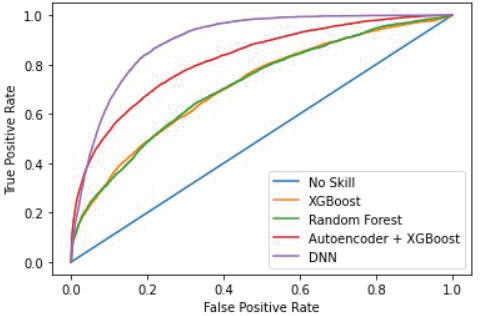 1.0
0.8
0.6
0.4
0.2
0.0
True Positive Rate
No Skill
XGBoost
Random Forest
Autoencoder + XGBoost
DNN
0.0 0.2 0.4 0.6 0.8 1.0
False Positive Rate